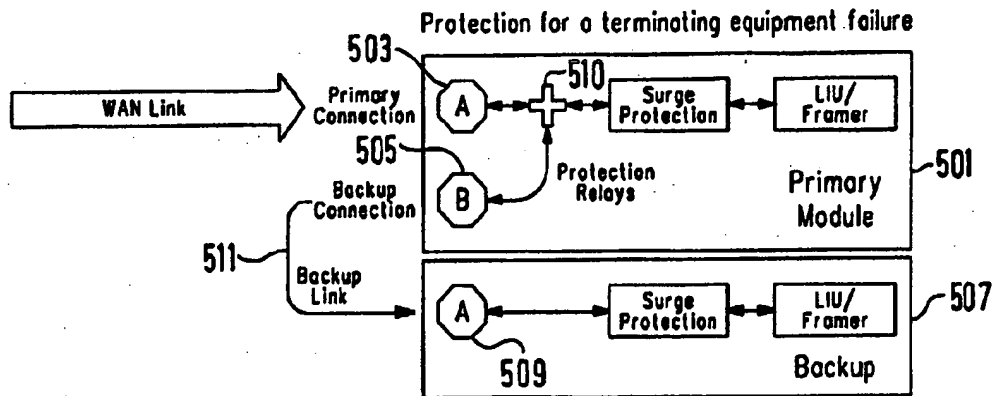 Protection for a terminating equipment failure
503
510
WAN Link
Primary
Connection
A
Surge
Protection
LIU/
Framer
505
501
Backup
Connection
B
Protection
Relays
Primary
Module
511
Backup
Link
A
Surge
Protection
LIU/
Framer
507
509
Backup